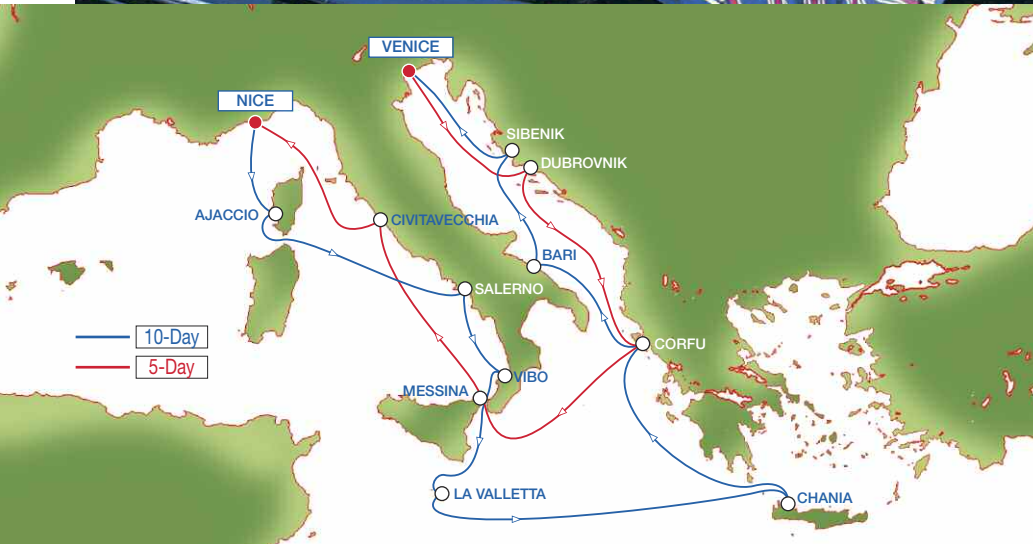 VENICE
NICE
SIBENIK
DUBROVNIK
AJACCIO
CIVITAVECCHIA
BARI
SALERNO
10-Day
CORFU
5-Day
VIBO
MESSINA
LA VALLETTA
CHANIA